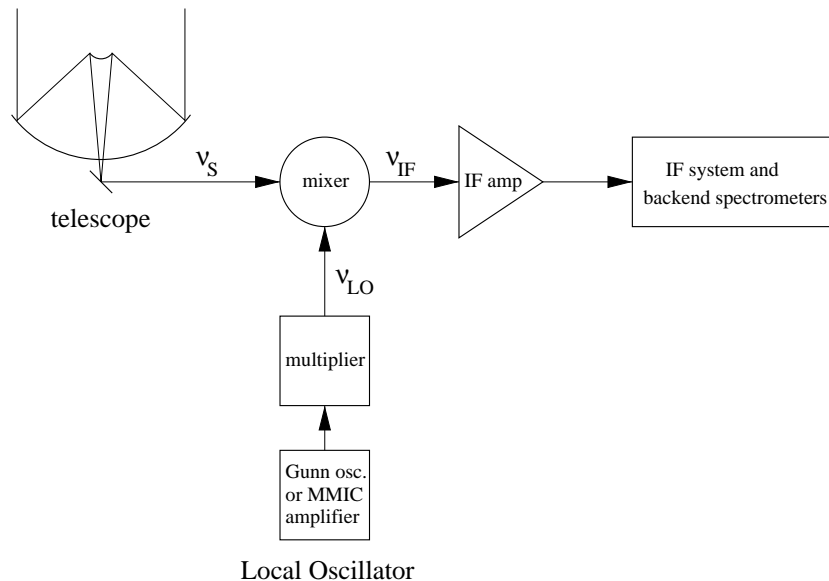 telescope
ν_S
mixer
ν_IF
IF amp
IF system and
backend spectrometers
ν_LO
multiplier
Gunn osc.
or MMIC
amplifier
Local Oscillator